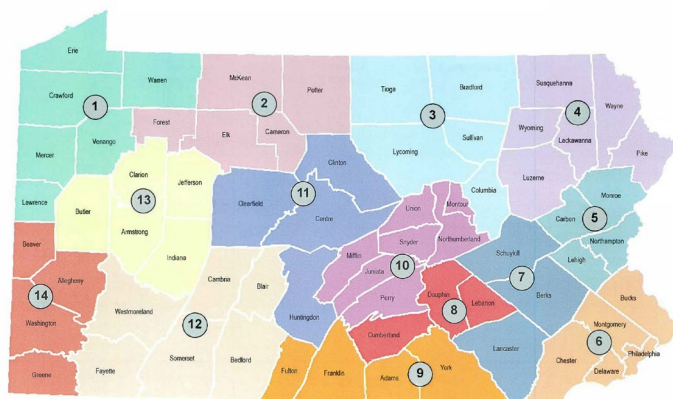 Erie
Warren
McKean
Potter
Tioga
Bradford
Susquehanna
Wayne
Crawford
1
2
3
4
Forest
Elk
Cameron
Lycoming
Sullivan
Wyoming
Lackawanna
Pike
Mercer
Venango
Clarion
Jefferson
Clinton
Columbia
Luzerne
Monroe
Lawrence
Butler
13
Clearfield
11
Centre
Union
Montour
Carbon
5
Armstrong
Snyder
Northumberland
Northampton
Beaver
Indiana
Mifflin
Schuylkill
Lehigh
Allegheny
Juniata
10
7
14
Cambria
Blair
Huntingdon
Perry
Dauphin
Lebanon
Berks
Bucks
Washington
Westmoreland
12
8
Montgomery
Cumberland
6
Philadelphia
Greene
Fayette
Somerset
Bedford
Fulton
Franklin
Adams
9
York
Lancaster
Chester
Delaware